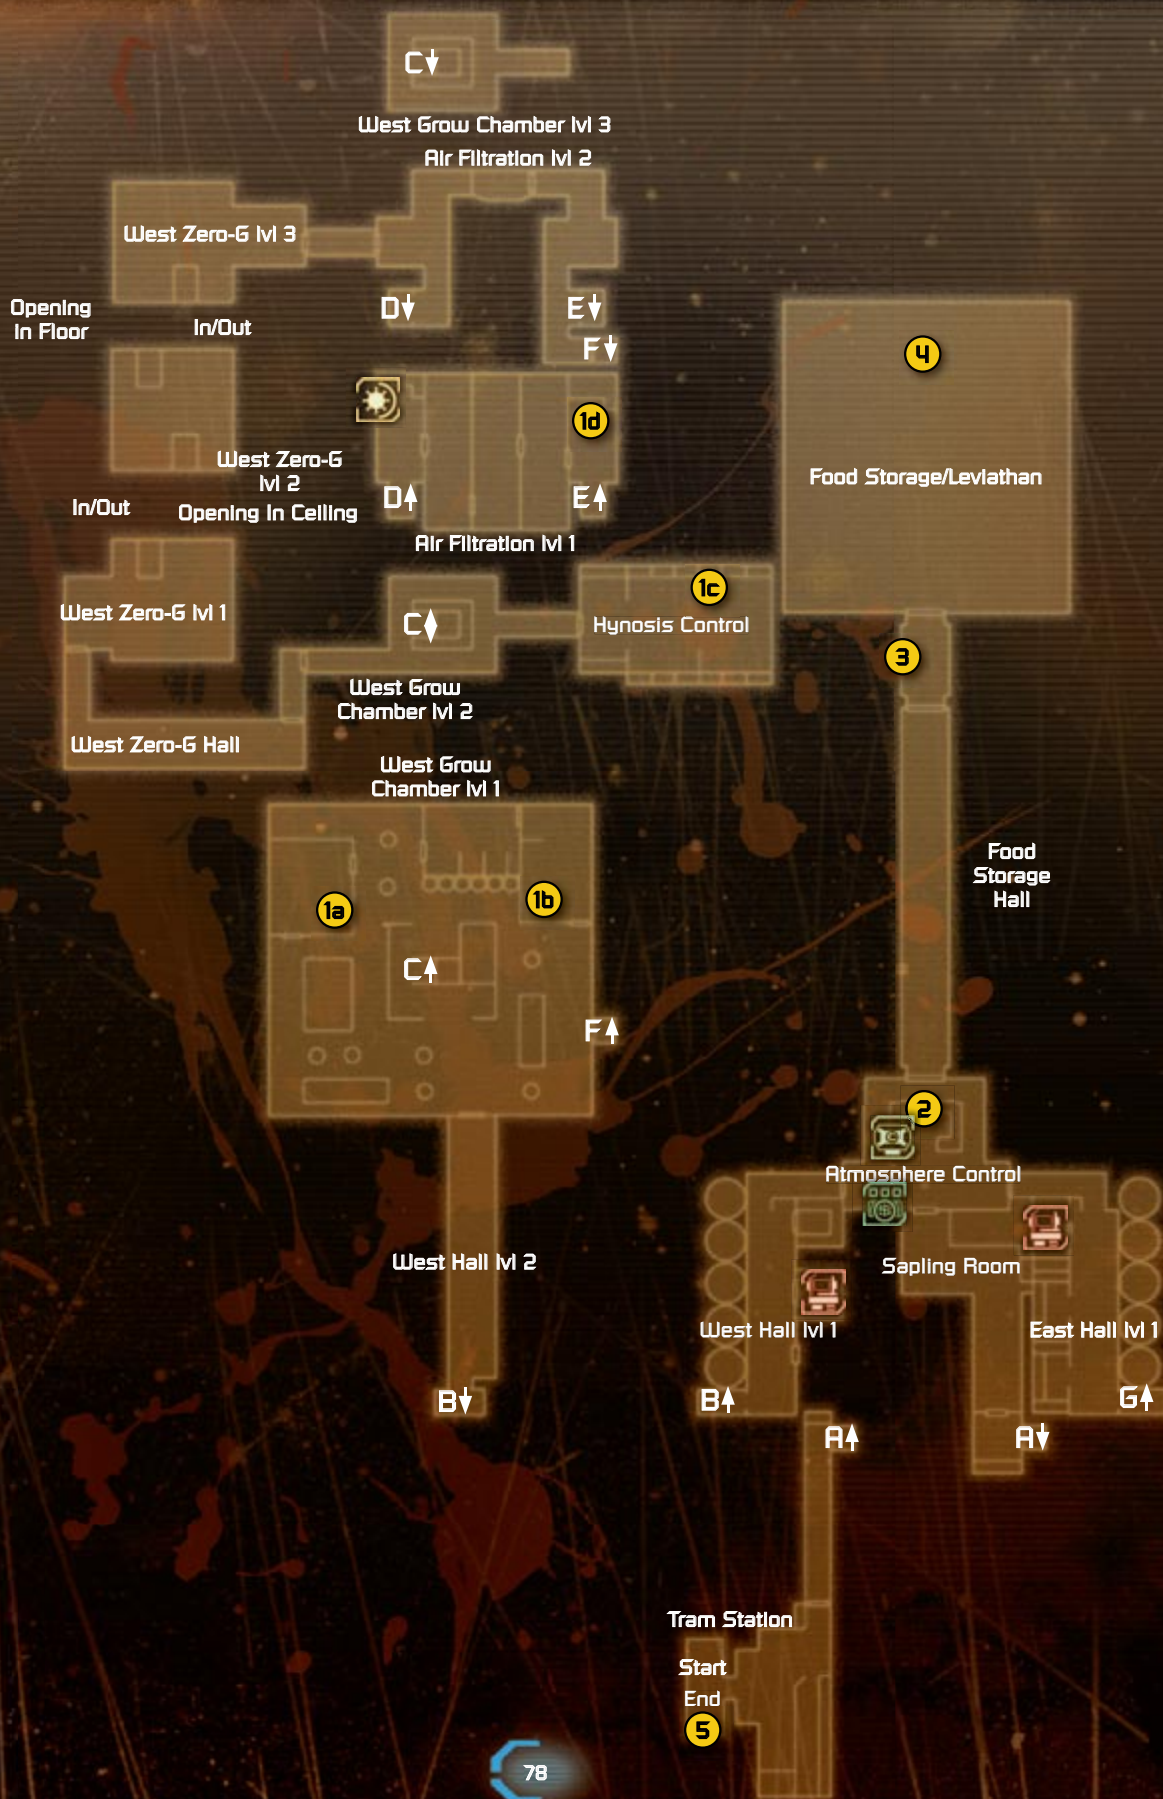 C
West Grow Chamber lvl 3
Air Filtration lvl 2
West Zero-G lvl 3
Opening
In Floor
In/Out
D
E
F
4
1d
Food Storage/Leviathan
West Zero-G
lvl 2
In/Out
Opening In Ceiling
D
E
Air Filtration lvl 1
1c
West Zero-G lvl 1
C
Hynosis Control
3
West Grow
Chamber lvl 2
West Zero-G Hall
West Grow
Chamber lvl 1
Food
Storage
Hall
1a
1b
C
F
2
Atmosphere Control
West Hall lvl 2
Sapling Room
West Hall lvl 1
East Hall lvl 1
B
B
G
A
A
Tram Station
Start
End
5
78